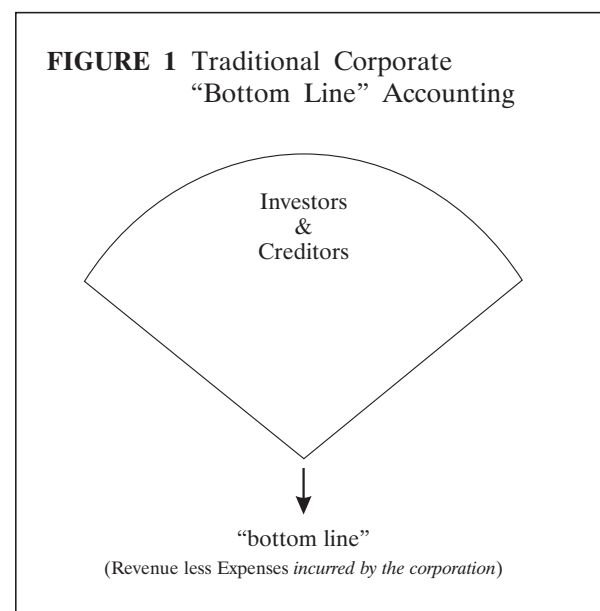 FIGURE 1 Traditional Corporate
“Bottom Line” Accounting
Investors
&
Creditors
“bottom line”
(Revenue less Expenses incurred by the corporation)